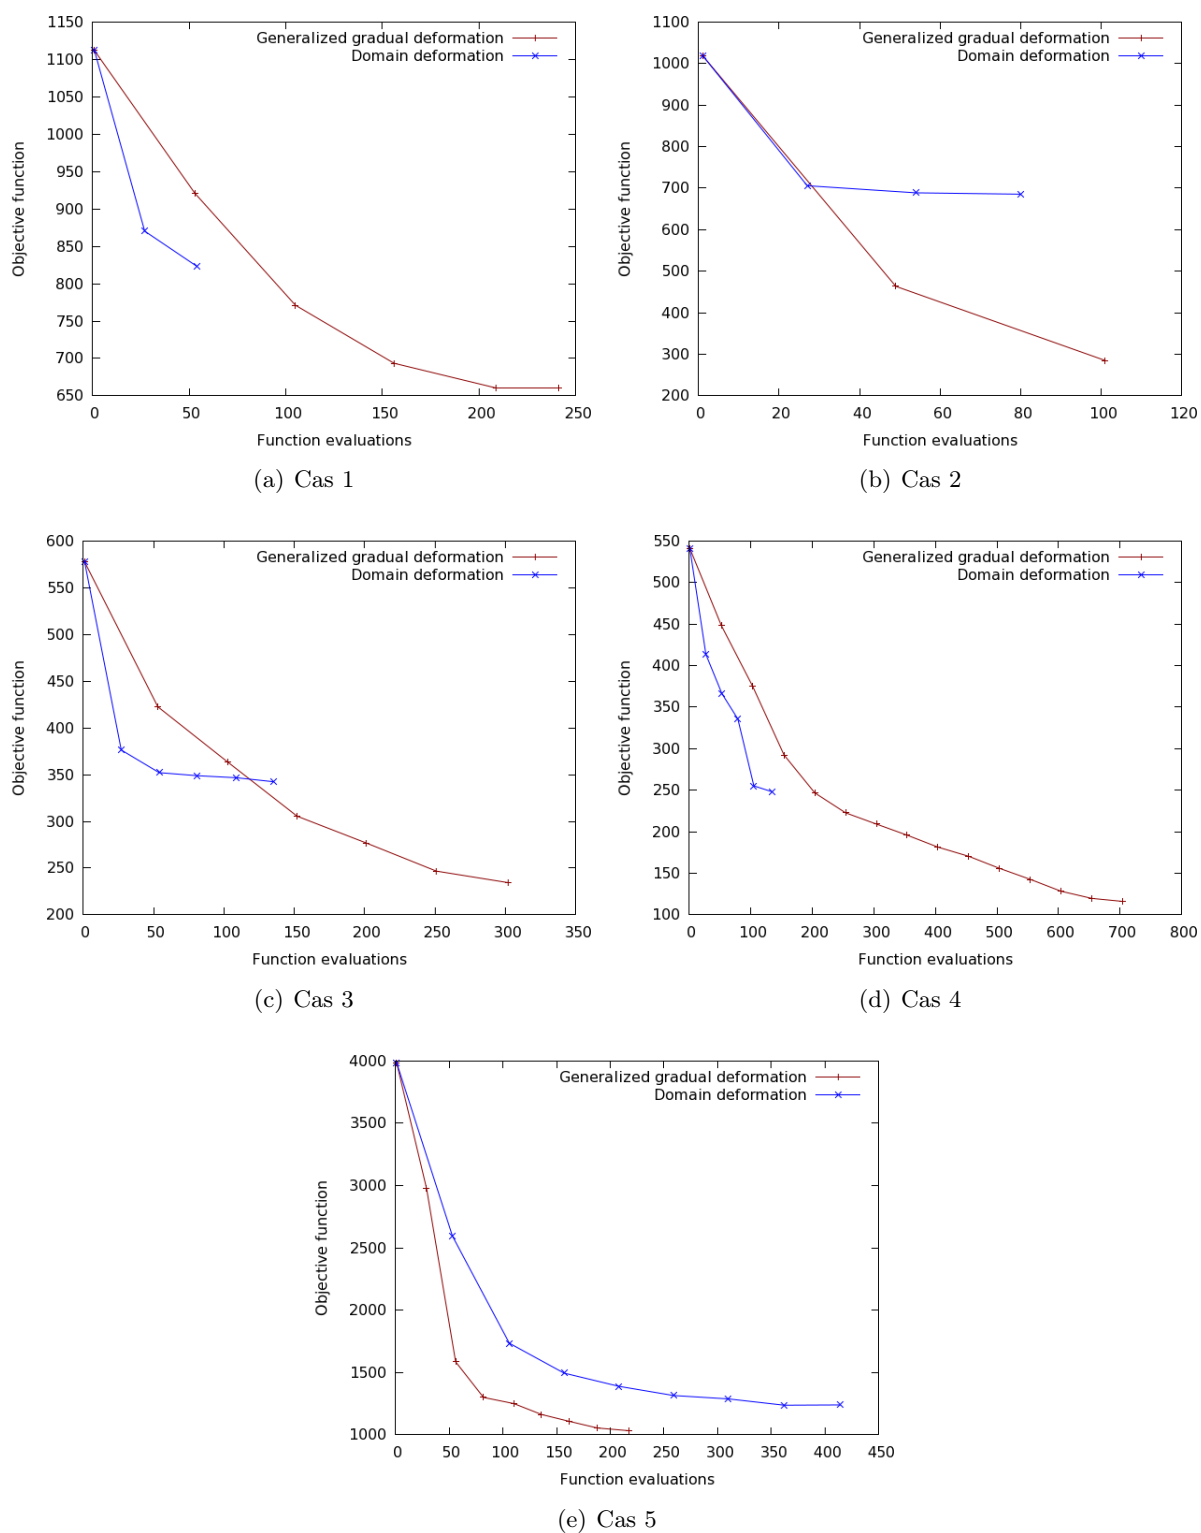 1150
1100
1050
1000
950
900
850
800
750
700
650
0 50 100 150 200 250
Objective function
Function evaluations
Generalized gradual deformation
Domain deformation
(a) Cas 1
1100
1000
900
800
700
600
500
400
300
200
0 20 40 60 80 100 120
Objective function
Function evaluations
Generalized gradual deformation
Domain deformation
(b) Cas 2
600
550
500
450
400
350
300
250
200
0 50 100 150 200 250 300 350
Objective function
Function evaluations
Generalized gradual deformation
Domain deformation
(c) Cas 3
550
500
450
400
350
300
250
200
150
100
0 100 200 300 400 500 600 700 800
Objective function
Function evaluations
Generalized gradual deformation
Domain deformation
(d) Cas 4
4000
3500
3000
2500
2000
1500
1000
0 50 100 150 200 250 300 350 400 450
Objective function
Function evaluations
Generalized gradual deformation
Domain deformation
(e) Cas 5